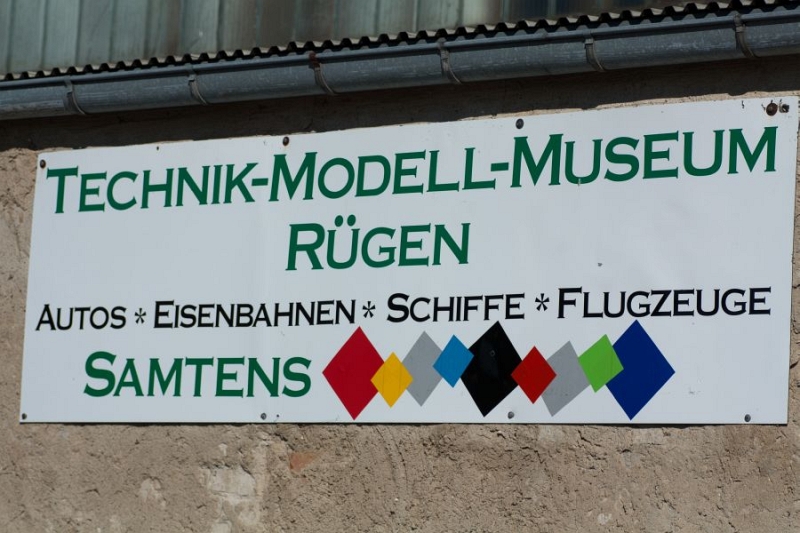 TECHNIK-MODELL-MUSEUM
RÜGEN
AUTOS * EISENBAHNEN * SCHIFFE * FLUGZEUGE
SAMTENS